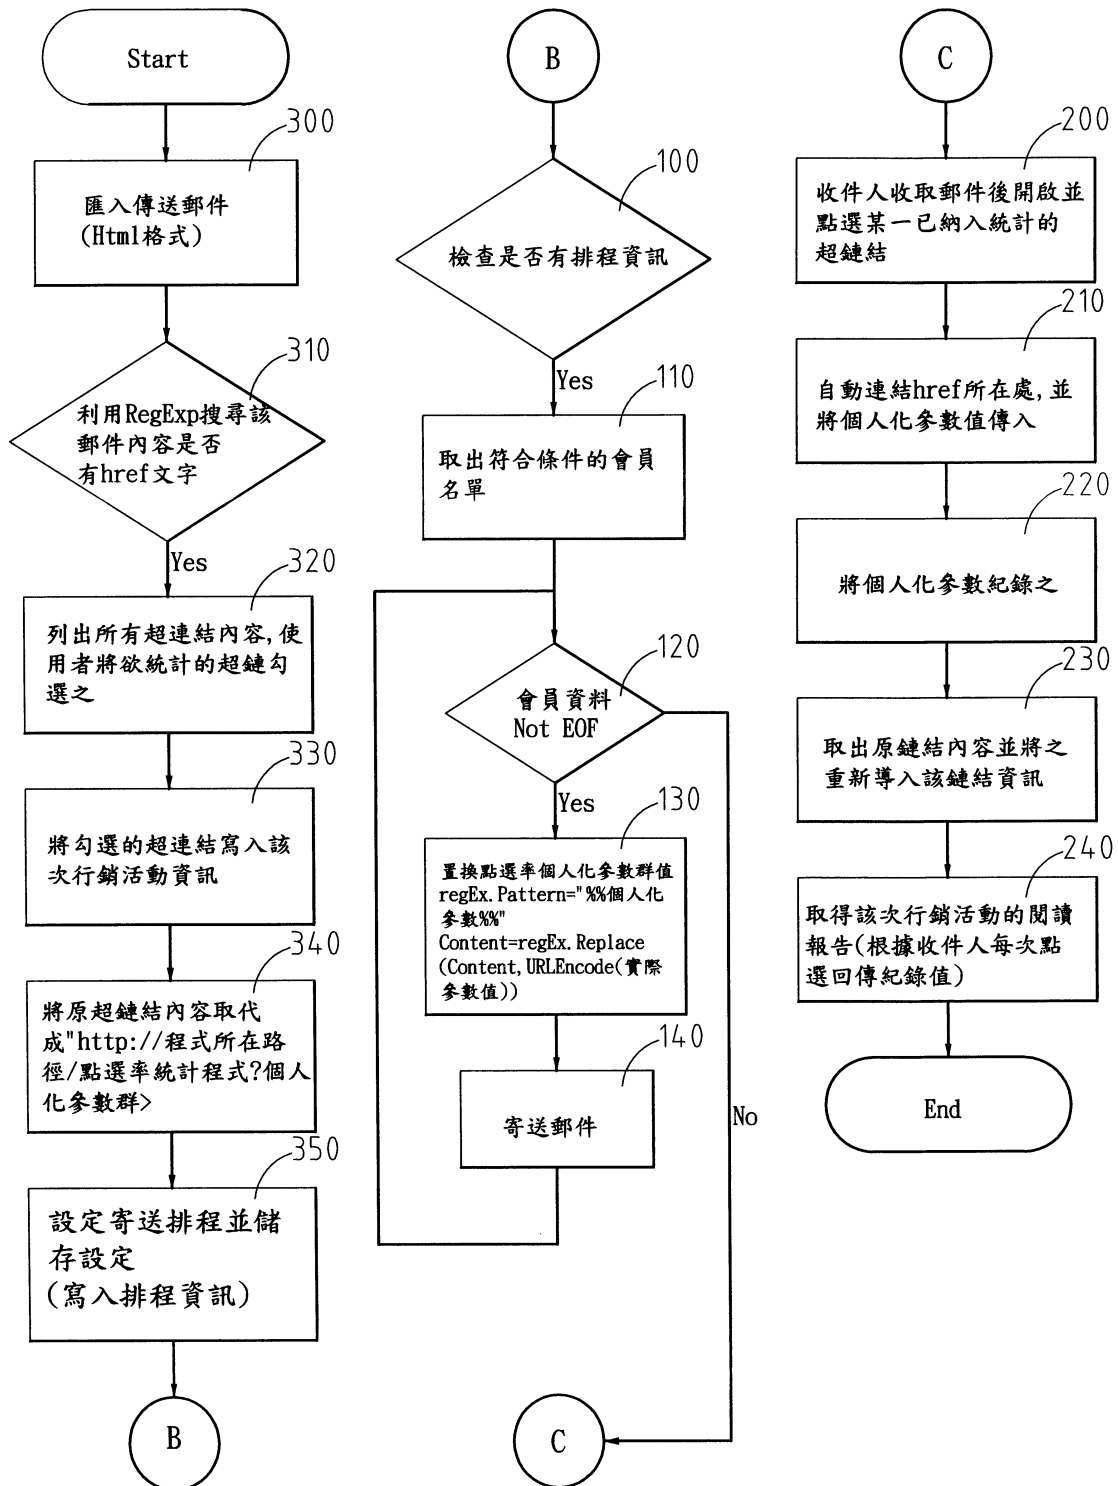 Start
300
匯入傳送郵件
(Html格式)
310
利用RegExp搜尋該
郵件內容是否
有href文字
Yes
320
列出所有超連結內容,使
用者將欲統計的超鏈勾
選之
330
將勾選的超連結寫入該
次行銷活動資訊
340
將原超鏈結內容取代
成"http://程式所在路
徑/點選率統計程式?個人
化參數群>
350
設定寄送排程並儲
存設定
(寫入排程資訊)
B
B
100
檢查是否有排程資訊
Yes
110
取出符合條件的會員
名單
120
會員資料
Not EOF
Yes
130
置換點選率個人化參數群值
regEx.Pattern="%%個人化
參數%%"
Content=regEx.Replace
(Content,URLEncode(實際
參數值))
140
寄送郵件
No
C
C
200
收件人收取郵件後開啟並
點選某一已納入統計的
超鏈結
210
自動連結href所在處,並
將個人化參數值傳入
220
將個人化參數紀錄之
230
取出原鏈結內容並將之
重新導入該鏈結資訊
240
取得該次行銷活動的閱讀
報告(根據收件人每次點
選回傳紀錄值)
End